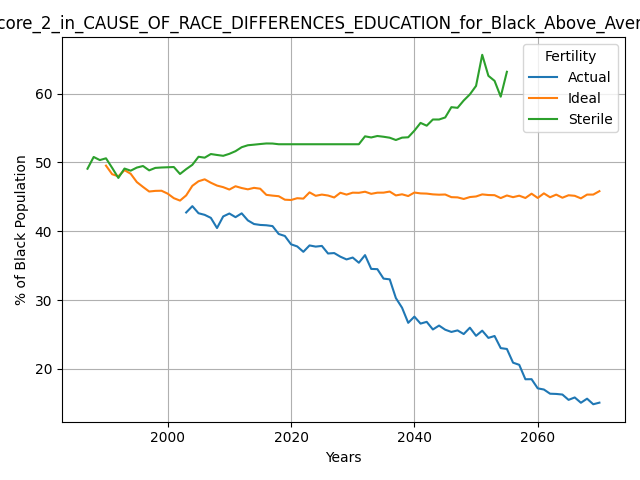 core_2_in_CAUSE_OF_RACE_DIFFERENCES_EDUCATION_for_Black_Above_Aver
Fertility
Actual
Ideal
Sterile
% of Black Population
60
50
40
30
20
2000 2020 2040 2060
Years